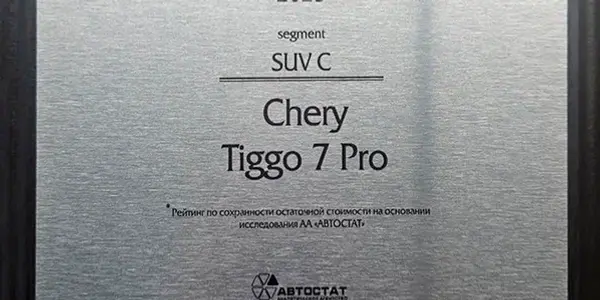 segment
SUV C
Chery
Tiggo 7 Pro
* Рейтинг по сохранности остаточной стоимости на основании
исследования АА «АВТОСТАТ»
АВТОСТАТ